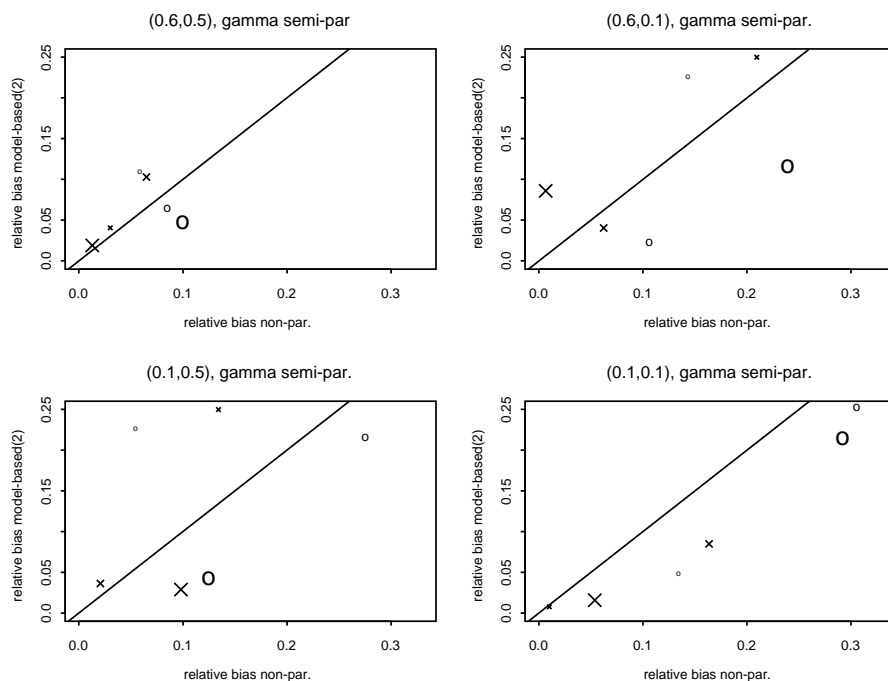 (0.6,0.5), gamma semi-par
relative bias model-based(2)
0.25
0.15
0.05
0.0
0.0 0.1 0.2 0.3
relative bias non-par.
(0.6,0.1), gamma semi-par.
relative bias model-based(2)
0.25
0.15
0.05
0.0
0.0 0.1 0.2 0.3
relative bias non-par.
(0.1,0.5), gamma semi-par.
relative bias model-based(2)
0.25
0.15
0.05
0.0
0.0 0.1 0.2 0.3
relative bias non-par.
(0.1,0.1), gamma semi-par.
relative bias model-based(2)
0.25
0.15
0.05
0.0
0.0 0.1 0.2 0.3
relative bias non-par.